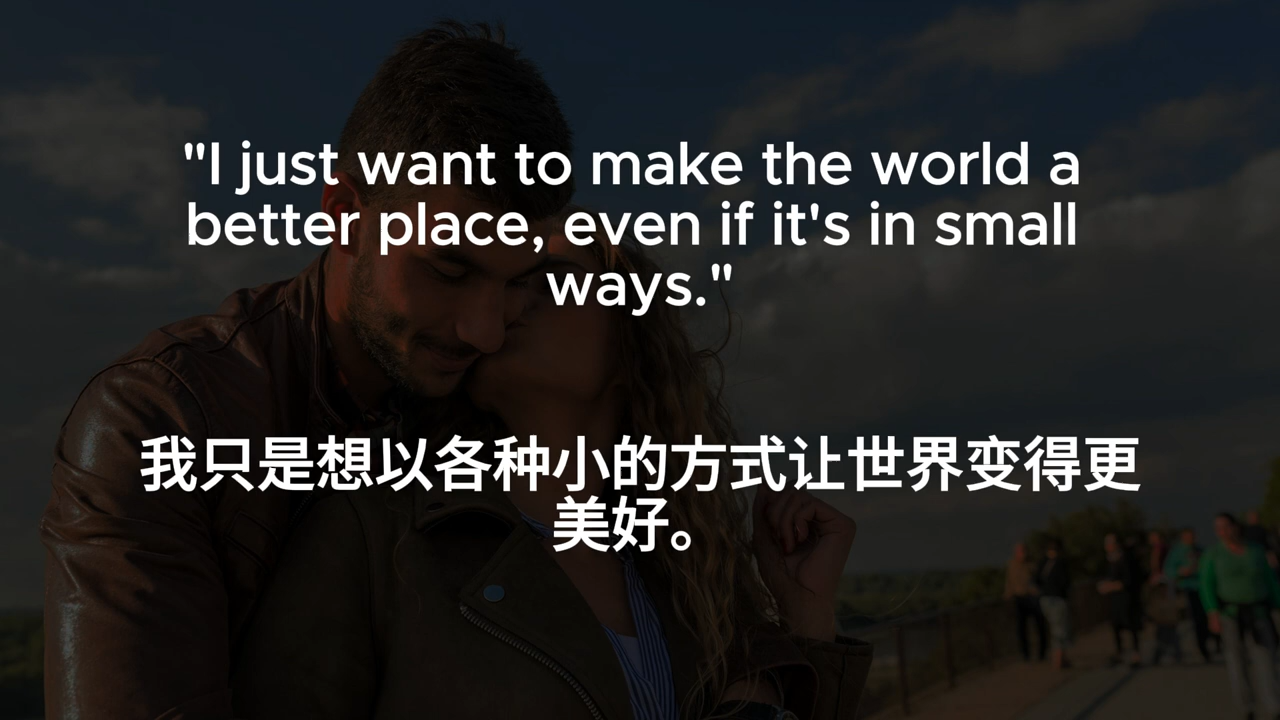 "I just want to make the world a
better place, even if it's in small
ways."
我只是想以各种小的方式让世界变得更
美好。